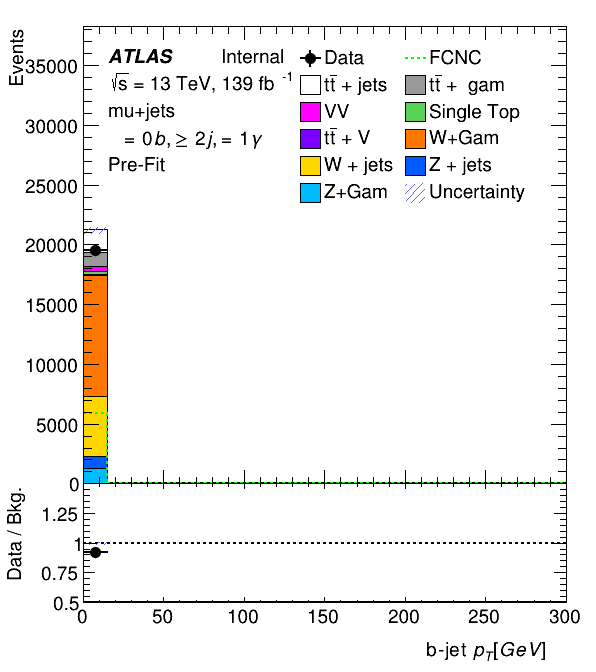 Events
35000
30000
25000
20000
15000
10000
5000
0
ATLAS Internal
√s = 13 TeV, 139 fb⁻¹
mu+jets
= 0b, ≥ 2j, = 1γ
Pre-Fit
Data
FCNC
tt̅ + jets
tt̅ + gam
VV
Single Top
tt̅ + V
W+Gam
W + jets
Z + jets
Z+Gam
Uncertainty
Data / Bkg.
1.25
1
0.75
0.5
0 50 100 150 200 250 300
b-jet p_T[GeV]